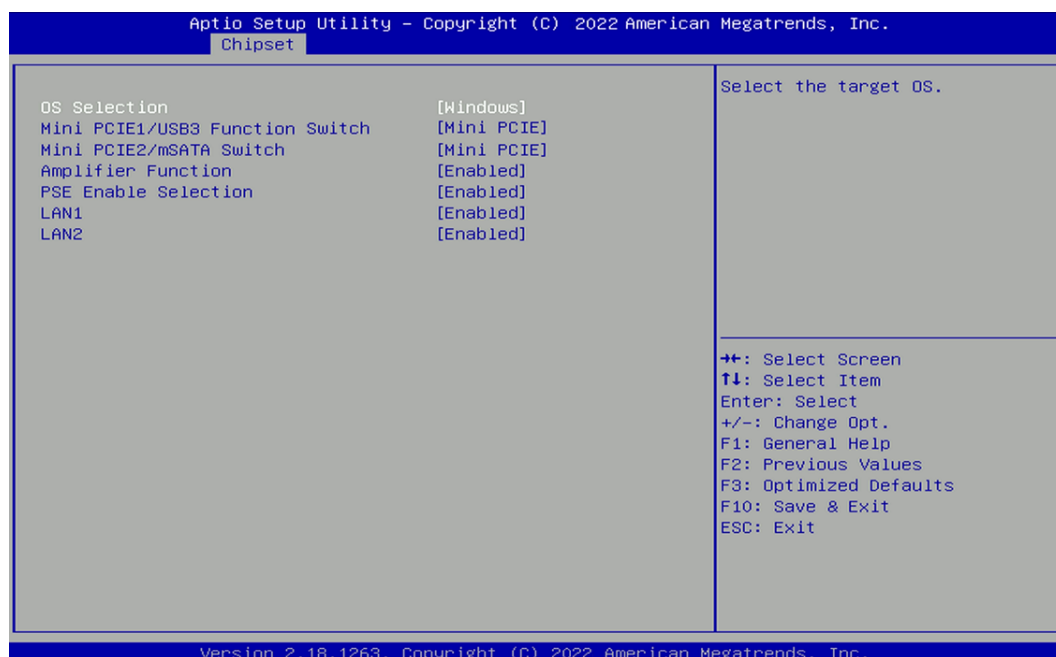 Aptio Setup Utility – Copyright (C) 2022 American Megatrends, Inc.
Chipset
OS Selection [Windows]
Mini PCIE1/USB3 Function Switch [Mini PCIE]
Mini PCIE2/mSATA Switch [Mini PCIE]
Amplifier Function [Enabled]
PSE Enable Selection [Enabled]
LAN1 [Enabled]
LAN2 [Enabled]
Select the target OS.
→←: Select Screen
↑↓: Select Item
Enter: Select
+/-: Change Opt.
F1: General Help
F2: Previous Values
F3: Optimized Defaults
F10: Save & Exit
ESC: Exit
Version 2.18.1263. Copyright (C) 2022 American Megatrends, Inc.